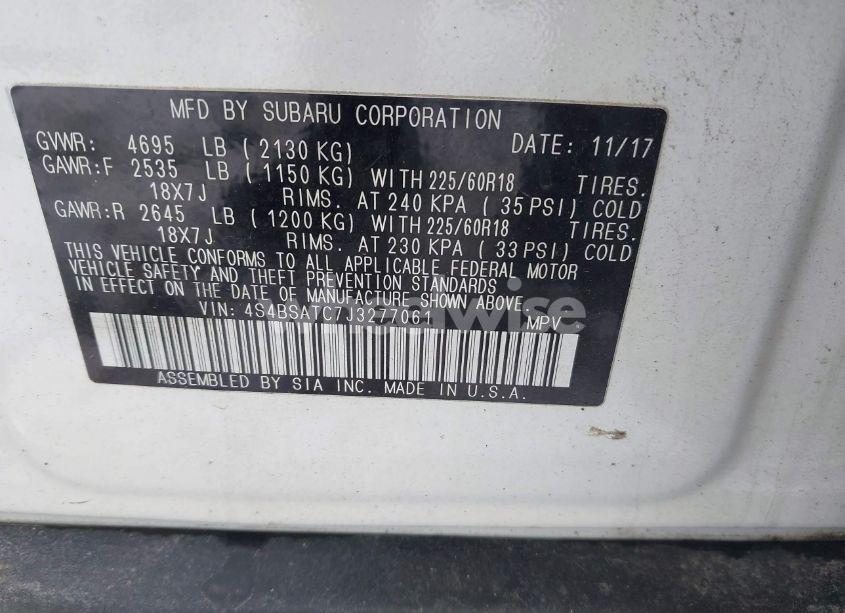 MFD BY SUBARU CORPORATION
GVWR: 4695 LB ( 2130 KG) DATE: 11/17
GAWR:F 2535 LB ( 1150 KG) WITH 225/60R18 TIRES.
18X7J RIMS. AT 240 KPA ( 35 PSI) COLD
GAWR:R 2645 LB ( 1200 KG) WITH 225/60R18 TIRES.
18X7J RIMS. AT 230 KPA ( 33 PSI) COLD
THIS VEHICLE CONFORMS TO ALL APPLICABLE FEDERAL MOTOR
VEHICLE SAFETY AND THEFT PREVENTION STANDARDS
IN EFFECT ON THE DATE OF MANUFACTURE SHOWN ABOVE.
VIN: 4S4BSATC7J3277061 MPV
ASSEMBLED BY SIA INC. MADE IN U.S.A.